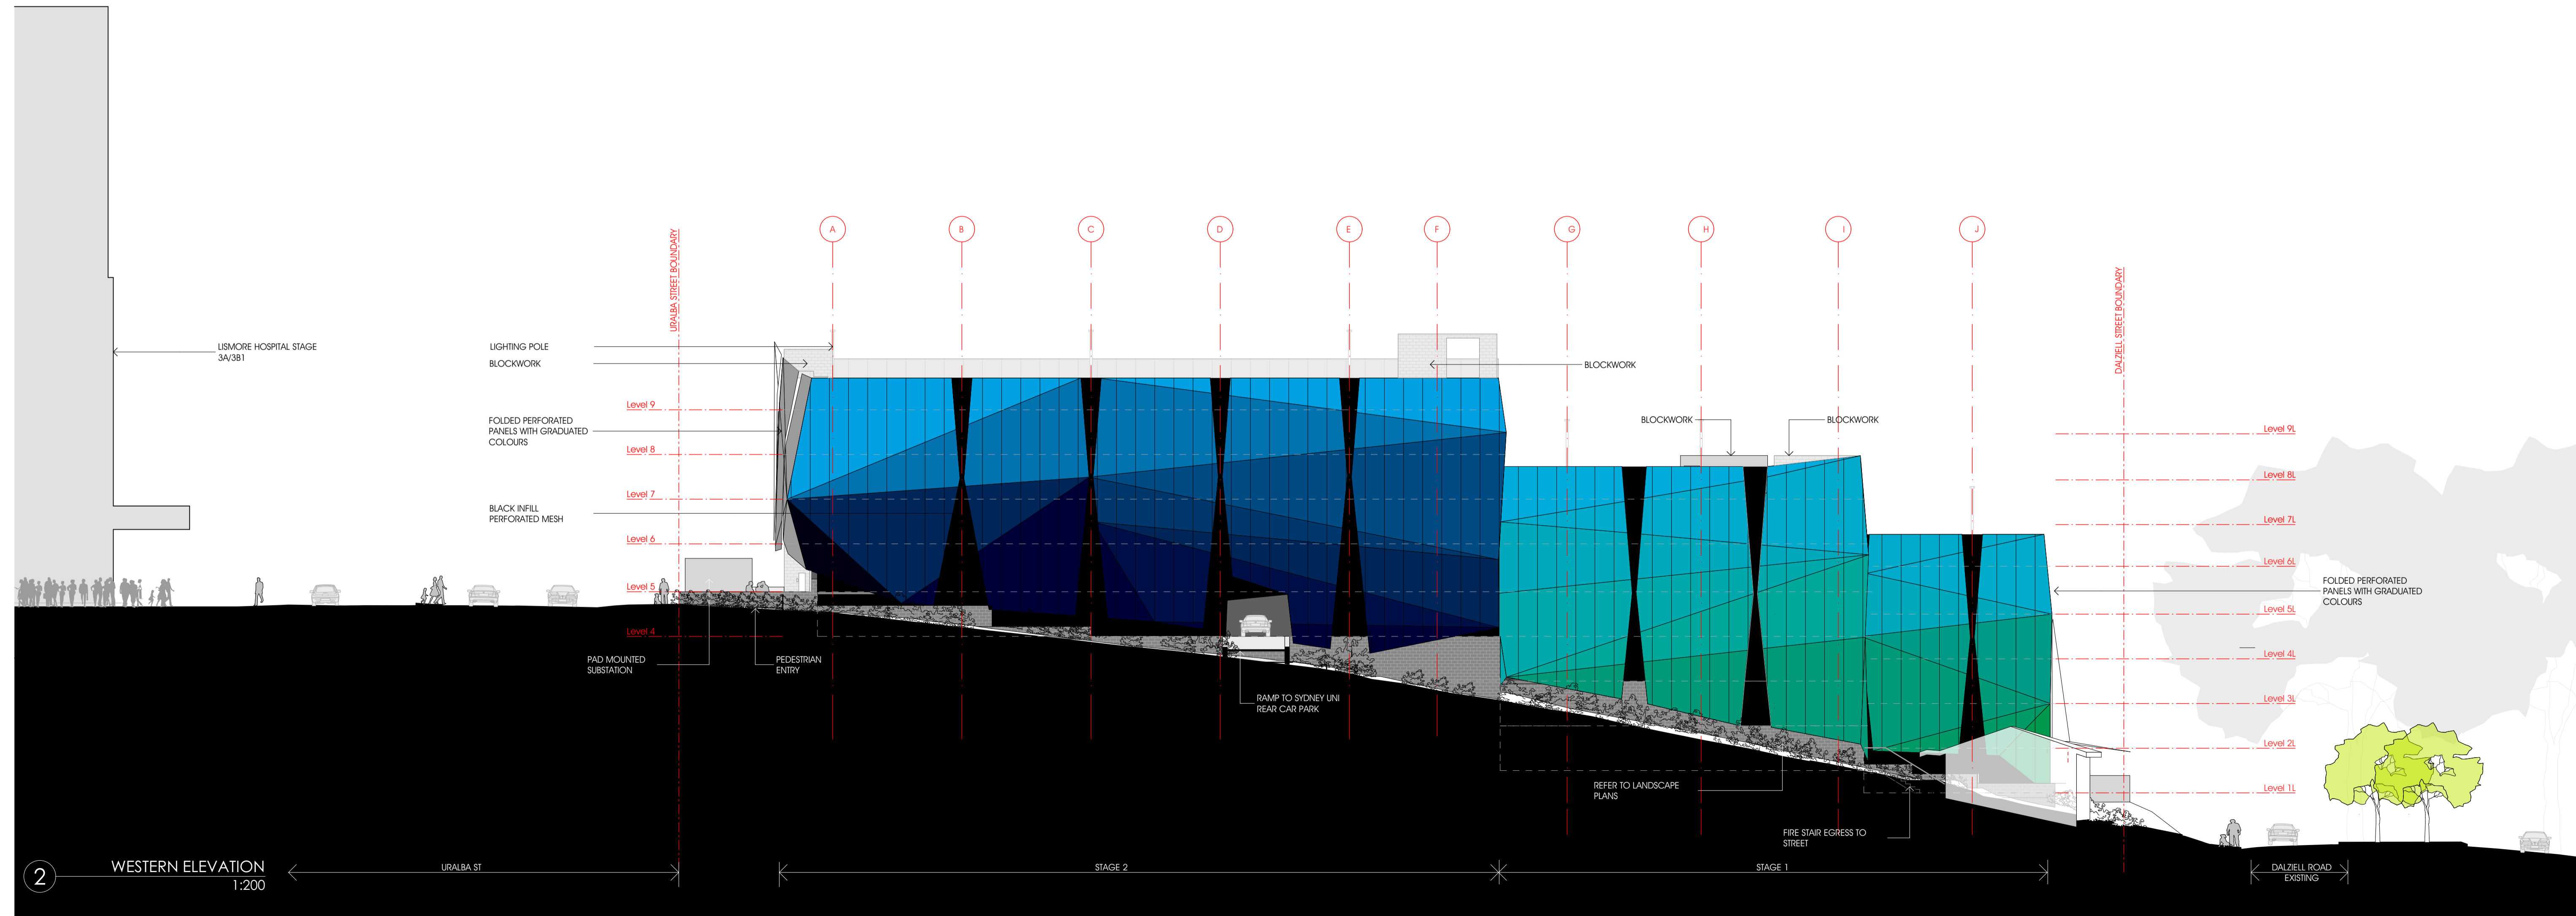 A
B
C
D
E
F
G
H
I
J
URALBA STREET BOUNDARY
DALZIELL STREET BOUNDARY
LISMORE HOSPITAL STAGE
3A/3B1
LIGHTING POLE
BLOCKWORK
FOLDED PERFORATED
PANELS WITH GRADUATED
COLOURS
BLACK INFILL
PERFORATED MESH
Level 9
Level 8
Level 7
Level 6
Level 5
Level 4
PAD MOUNTED
SUBSTATION
PEDESTRIAN
ENTRY
BLOCKWORK
BLOCKWORK
BLOCKWORK
RAMP TO SYDNEY UNI
REAR CAR PARK
REFER TO LANDSCAPE
PLANS
FIRE STAIR EGRESS TO
STREET
Level 9L
Level 8L
Level 7L
Level 6L
Level 5L
Level 4L
Level 3L
Level 2L
Level 1L
FOLDED PERFORATED
PANELS WITH GRADUATED
COLOURS
2
WESTERN ELEVATION
1:200
URALBA ST
STAGE 2
STAGE 1
DALZIELL ROAD
EXISTING